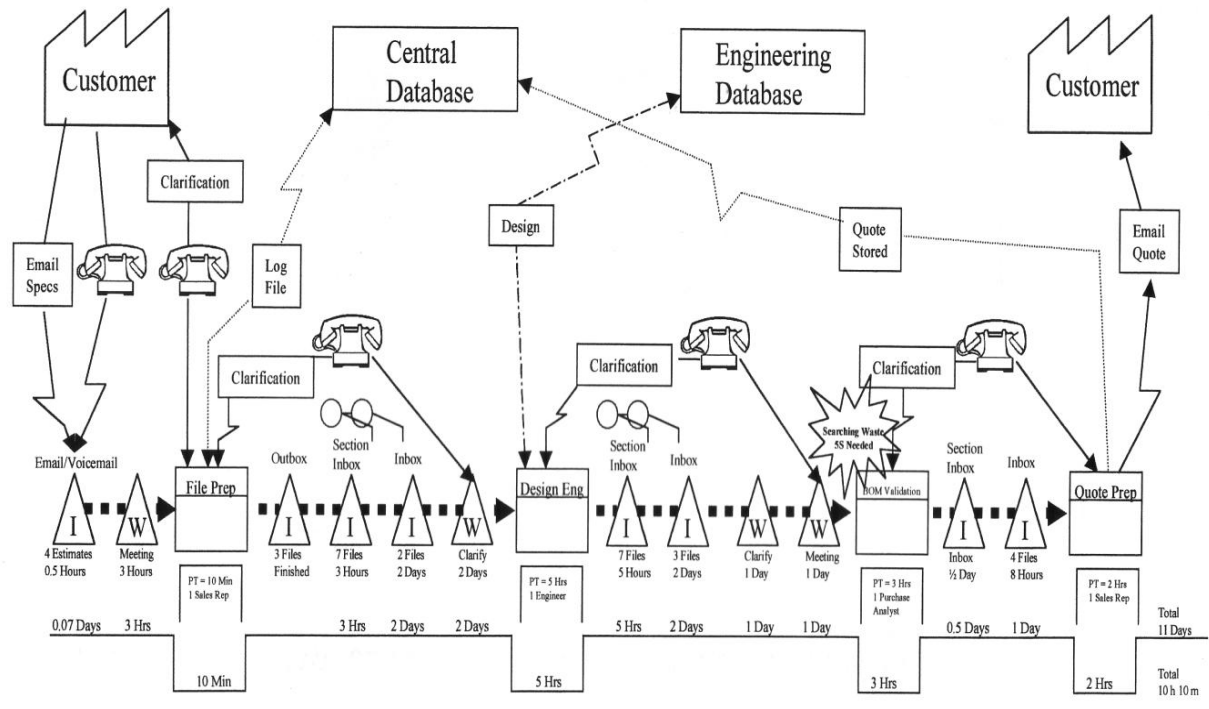 Customer
Central
Database
Engineering
Database
Customer
Clarification
Design
Quote
Stored
Email
Quote
Email
Specs
Log
File
Clarification
Clarification
Clarification
Searching Waste
5S Needed
Email/Voicemail
I
4 Estimates
0.5 Hours
W
Meeting
3 Hours
File Prep
PT = 10 Min
1 Sales Rep
Outbox
I
3 Files
Finished
Section
Inbox
I
7 Files
3 Hours
Inbox
I
2 Files
2 Days
W
Clarify
2 Days
Design Eng
PT = 5 Hrs
1 Engineer
Section
Inbox
I
7 Files
5 Hours
Inbox
I
3 Files
2 Days
W
Clarify
1 Day
W
Meeting
1 Day
BOM Validation
PT = 3 Hrs
1 Purchase
Analyst
Section
Inbox
I
Inbox
½ Day
Inbox
I
4 Files
8 Hours
Quote Prep
PT = 2 Hrs
1 Sales Rep
0,07 Days
3 Hrs
3 Hrs
2 Days
2 Days
5 Hrs
2 Days
1 Day
1 Day
0.5 Days
1 Day
Total
11 Days
10 Min
5 Hrs
3 Hrs
2 Hrs
Total
10 h 10 m